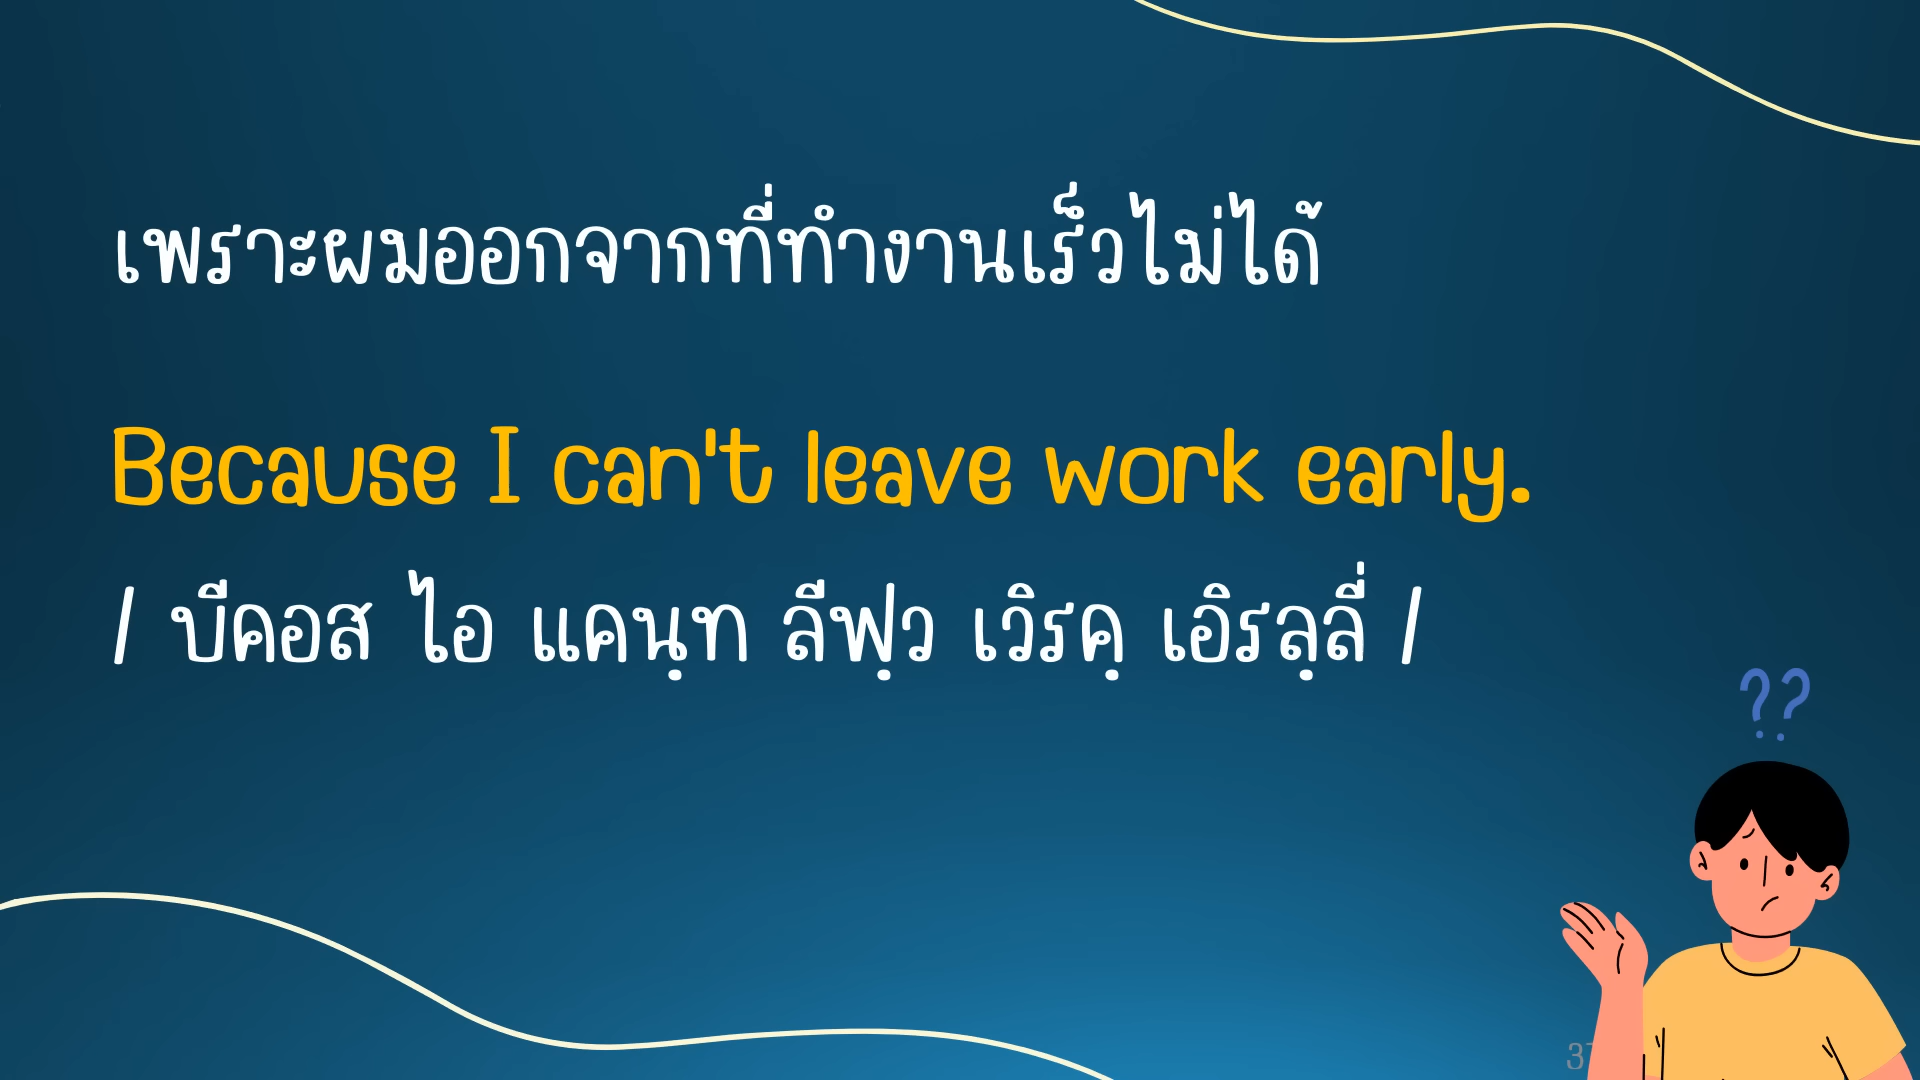 เพราะผมออกจากที่ทำงานเร็วไม่ได้
Because I can't leave work early.
/ บีคอส ไอ แคนฺท ลีฟฺว เวิรคฺ เอิรลฺลี่ /
??